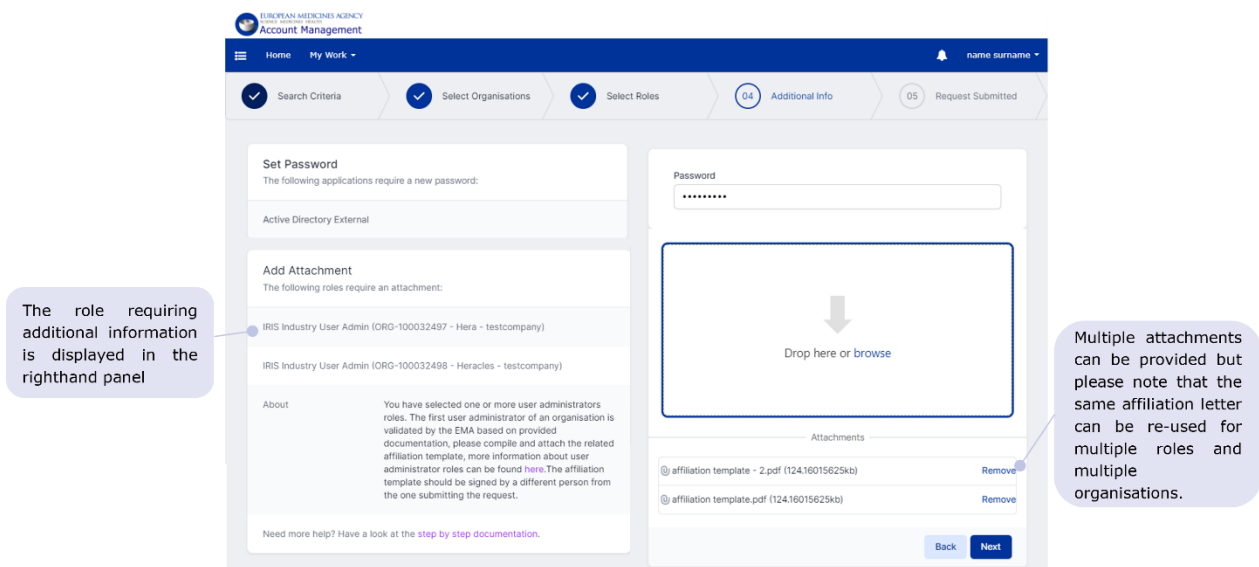 EUROPEAN MEDICINES AGENCY
SCIENCE MEDICINES HEALTH
Account Management
Home My Work
name surname
Search Criteria
Select Organisations
Select Roles
04 Additional Info
05 Request Submitted
Set Password
The following applications require a new password:
Active Directory External
Add Attachment
The following roles require an attachment:
IRIS Industry User Admin (ORG-100032497 - Hera - testcompany)
IRIS Industry User Admin (ORG-100032498 - Heracles - testcompany)
About
You have selected one or more user administrators
roles. The first user administrator of an organisation is
validated by the EMA based on provided
documentation, please compile and attach the related
affiliation template, more information about user
administrator roles can be found here.The affiliation
template should be signed by a different person from
the one submitting the request.
Need more help? Have a look at the step by step documentation.
Password
•••••••••
Drop here or browse
Attachments
affiliation template - 2.pdf (124.16015625kb) Remove
affiliation template.pdf (124.16015625kb) Remove
Back Next
The role requiring
additional information
is displayed in the
righthand panel
Multiple attachments
can be provided but
please note that the
same affiliation letter
can be re-used for
multiple roles and
multiple
organisations.